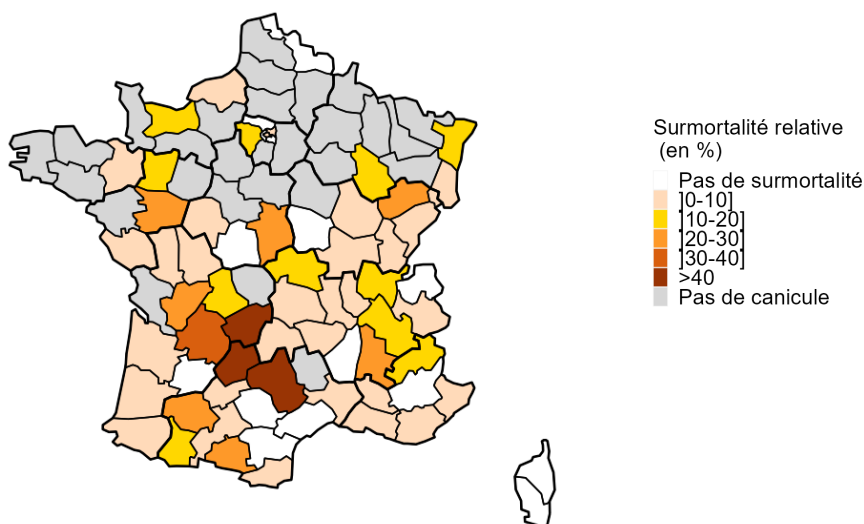 Surmortalité relative
(en %)
Pas de surmortalité
]0-10]
]10-20]
]20-30]
]30-40]
>40
Pas de canicule